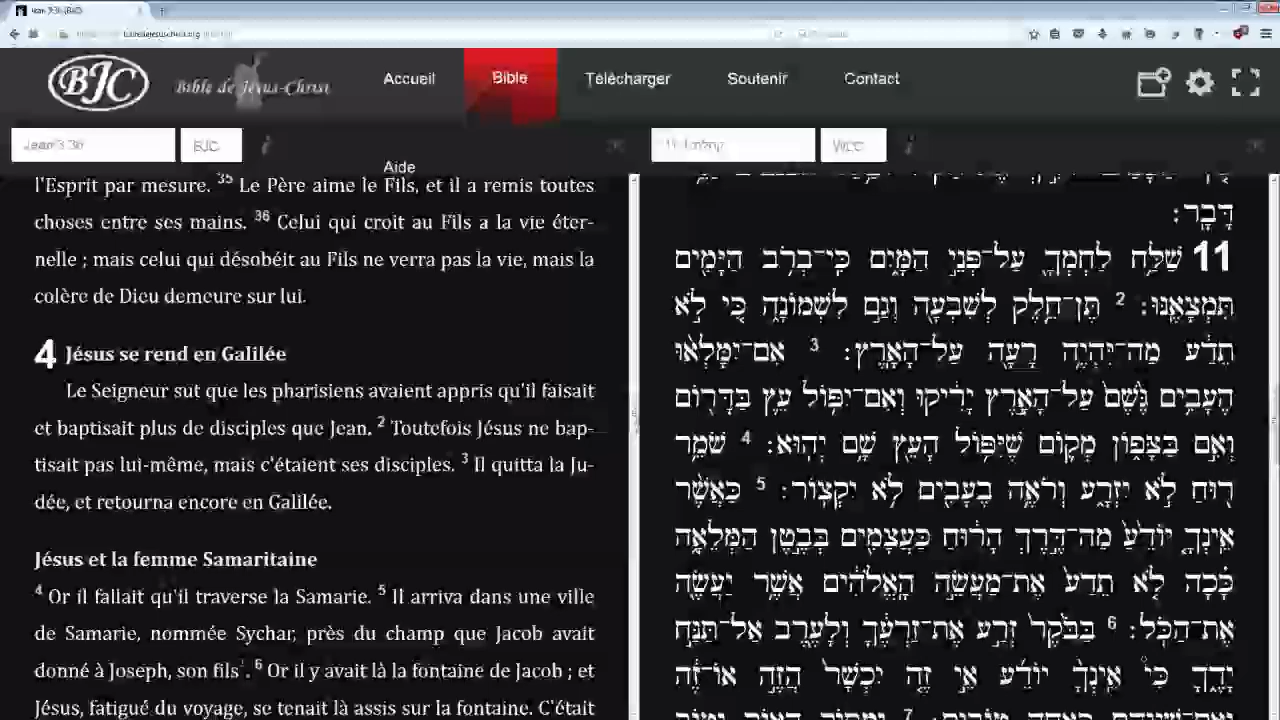 BJC
Bible de Jésus-Christ
Accueil
Bible
Télécharger
Soutenir
Contact
Jean 3:36
BJC
i
WLC
i
Aide
l'Esprit par mesure. 35 Le Père aime le Fils, et il a remis toutes
choses entre ses mains. 36 Celui qui croit au Fils a la vie éter-
nelle ; mais celui qui désobéit au Fils ne verra pas la vie, mais la
colère de Dieu demeure sur lui.
4 Jésus se rend en Galilée
Le Seigneur sut que les pharisiens avaient appris qu'il faisait
et baptisait plus de disciples que Jean. 2 Toutefois Jésus ne bap-
tisait pas lui-même, mais c'étaient ses disciples. 3 Il quitta la Ju-
dée, et retourna encore en Galilée.
Jésus et la femme Samaritaine
4 Or il fallait qu'il traverse la Samarie. 5 Il arriva dans une ville
de Samarie, nommée Sychar, près du champ que Jacob avait
donné à Joseph, son fils. 6 Or il y avait là la fontaine de Jacob ; et
Jésus, fatigué du voyage, se tenait là assis sur la fontaine. C'était
דָּבָֽר׃
11 שַׁלַּ֥ח לַחְמְךָ֖ עַל־פְּנֵ֣י הַמָּ֑יִם כִּֽי־בְרֹ֥ב הַיָּמִ֖ים
תִּמְצָאֶֽנּוּ׃ 2 תֶּן־חֵ֥לֶק לְשִׁבְעָ֖ה וְגַ֣ם לִשְׁמוֹנָ֑ה כִּ֚י לֹ֣א
תֵדַ֔ע מַה־יִּהְיֶ֥ה רָעָ֖ה עַל־הָאָֽרֶץ׃ 3 אִם־יִמָּלְא֨וּ
הֶעָבִ֥ים גֶּ֙שֶׁם֙ עַל־הָאָ֣רֶץ יָרִ֔יקוּ וְאִם־יִפּ֥וֹל עֵ֛ץ בַּדָּר֖וֹם
וְאִ֣ם בַּצָּפ֑וֹן מְק֛וֹם שֶׁיִּפּ֥וֹל הָעֵ֖ץ שָׁ֥ם יְהֽוּא׃ 4 שֹׁמֵ֥ר
ר֖וּחַ לֹ֣א יִזְרָ֑ע וְרֹאֶ֥ה בֶעָבִ֖ים לֹ֥א יִקְצֽוֹר׃ 5 כַּאֲשֶׁ֨ר
אֵֽינְךָ֤ יוֹדֵ֙עַ֙ מַה־דֶּ֣רֶךְ הָר֔וּחַ כַּעֲצָמִ֖ים בְּבֶ֣טֶן הַמְּלֵאָ֑ה
כָּ֗כָה לֹ֤א תֵדַע֙ אֶת־מַעֲשֵׂ֣ה הָֽאֱלֹהִ֔ים אֲשֶׁ֥ר יַעֲשֶׂ֖ה
אֶת־הַכֹּֽל׃ 6 בַּבֹּ֙קֶר֙ זְרַ֣ע אֶת־זַרְעֶ֔ךָ וְלָעֶ֖רֶב אַל־תַּנַּ֣ח
יָדֶ֑ךָ כִּי֩ אֵֽינְךָ֨ יוֹדֵ֜ע אֵ֣י זֶ֤ה יִכְשָׁר֙ הֲזֶ֣ה אוֹ־זֶ֔ה